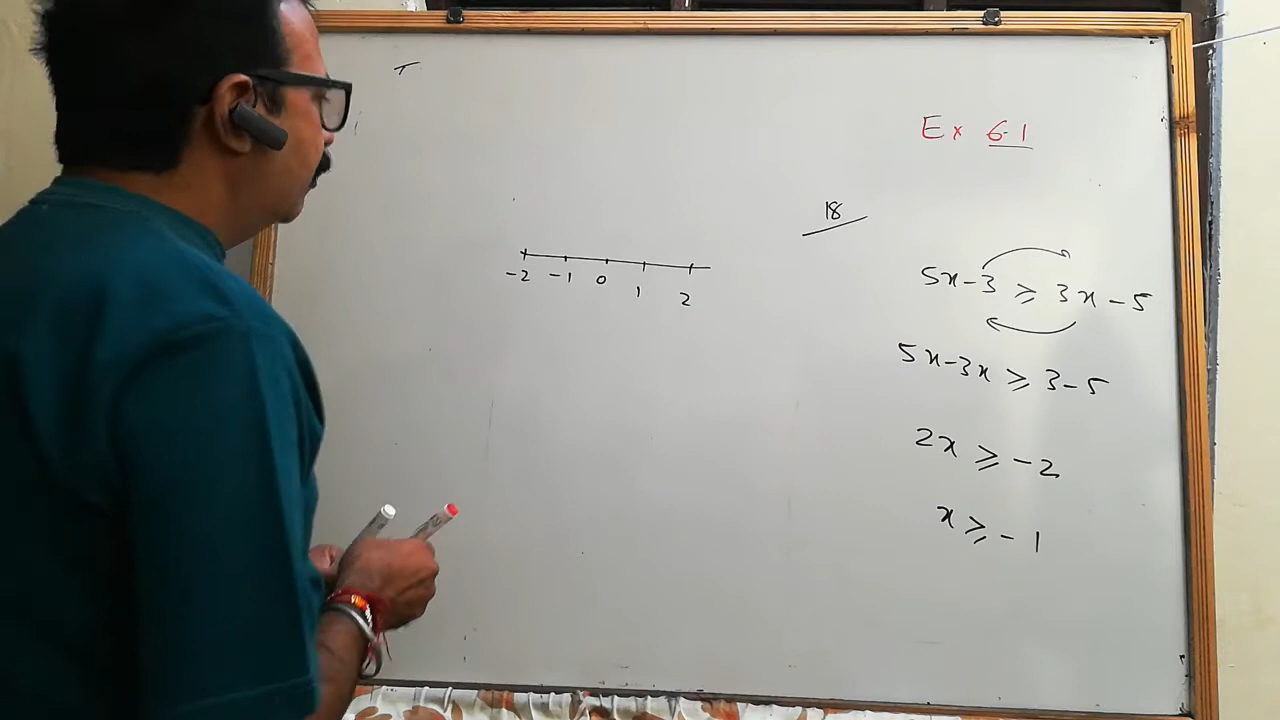 Ex 6.1
18
5x-3 ≥ 3x-5
5x-3x ≥ 3-5
2x ≥ -2
x ≥ -1
-2 -1 0 1 2